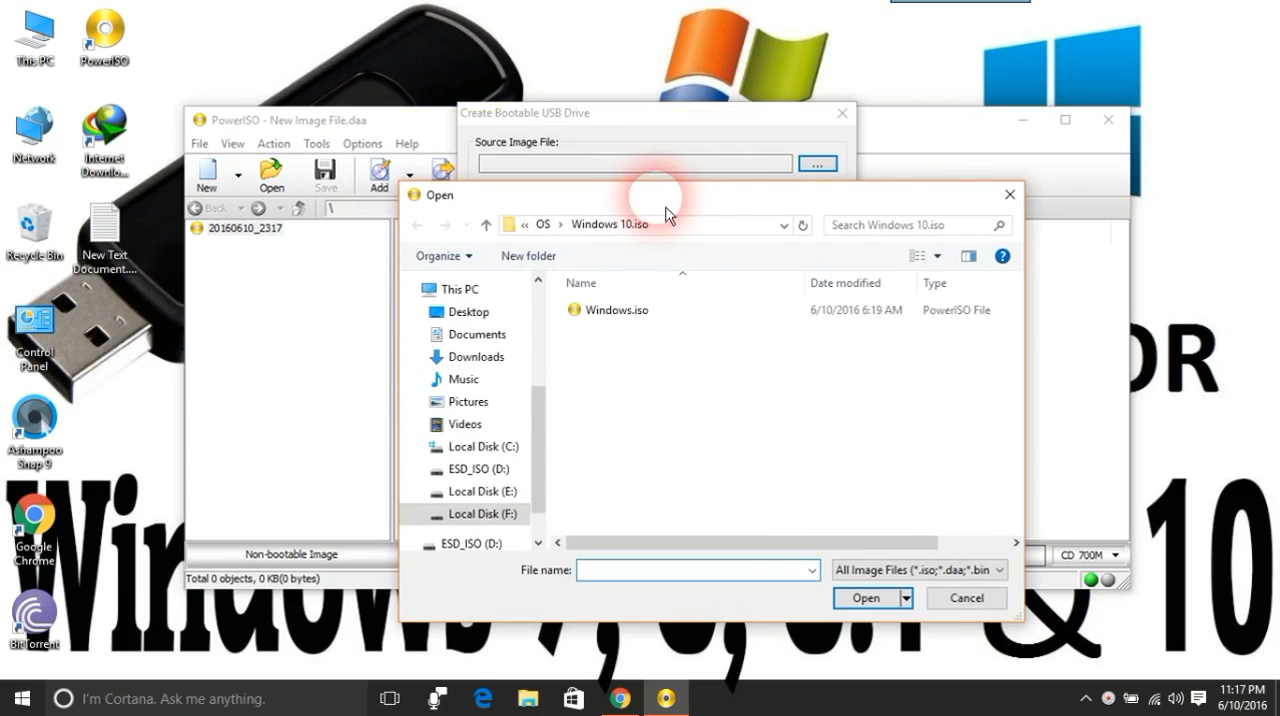 This PC
PowerISO
Network
Internet
Downlo...
Recycle Bin
New Text
Document....
Control
Panel
Ashampoo
Snap 9
Google
Chrome
BitTorrent
PowerISO - New Image File.daa
File View Action Tools Options Help
New Open Save Add
Back \
20160610_2317
Non-bootable Image
CD 700M
Total 0 objects, 0 KB(0 bytes)
Create Bootable USB Drive
Source Image File:
...
Open
« OS › Windows 10.iso
Search Windows 10.iso
Organize New folder
Name Date modified Type
Windows.iso 6/10/2016 6:19 AM PowerISO File
This PC
Desktop
Documents
Downloads
Music
Pictures
Videos
Local Disk (C:)
ESD_ISO (D:)
Local Disk (E:)
Local Disk (F:)
ESD_ISO (D:)
File name:
All Image Files (*.iso;*.daa;*.bin
Open Cancel
OR
& 10
I'm Cortana. Ask me anything.
11:17 PM
6/10/2016